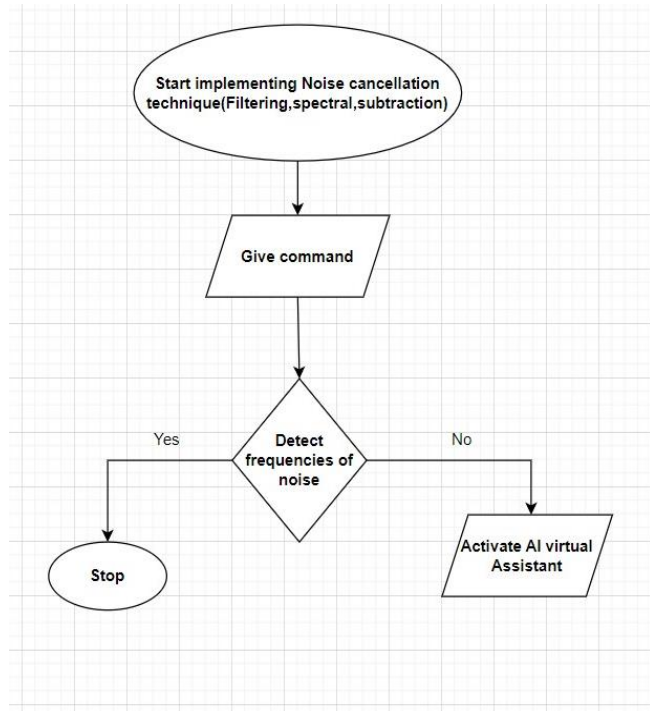 Start implementing Noise cancellation
technique(Filtering,spectral,subtraction)
Give command
Yes
Detect
frequencies of
noise
No
Stop
Activate AI virtual
Assistant